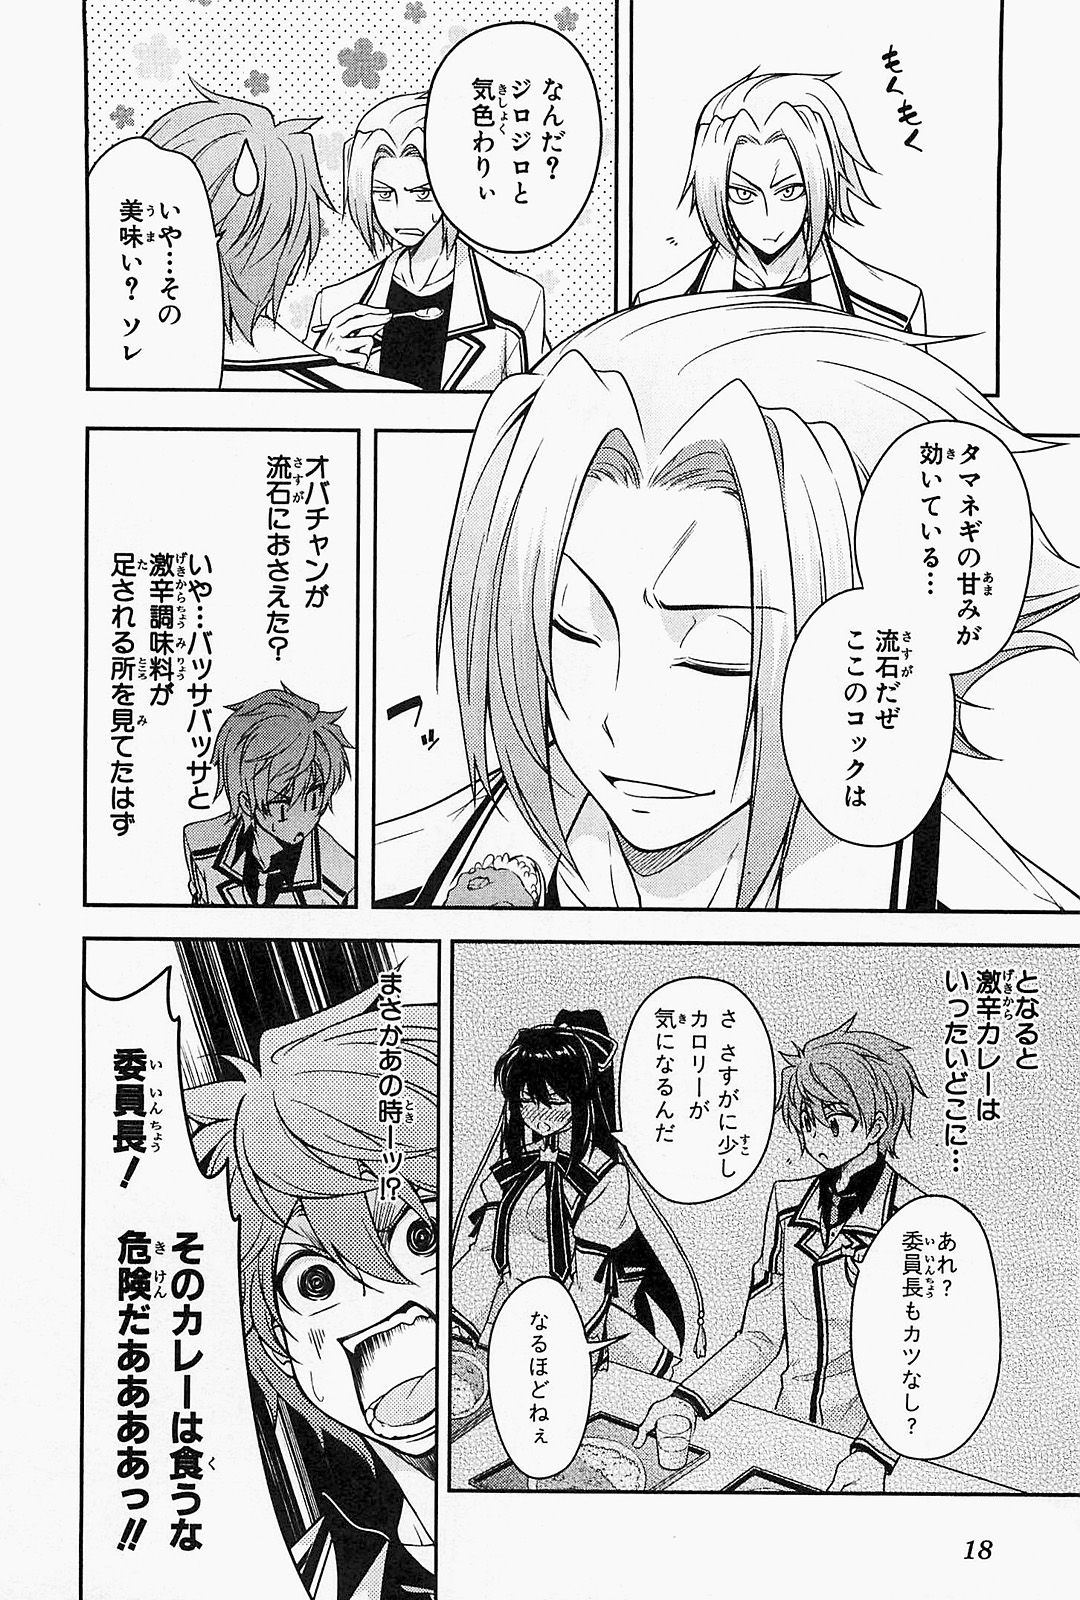 もくもく
なんだ？
ジロジロと
気色わりぃ
いや…その
美味い？ソレ
タマネギの甘みが
効いている…
流石だぜ
ここのコックは
フッ
オバチャンが
流石におさえた？
いや…バッサバッサと
激辛調味料が
足される所を見てたはず
となると
激辛カレーは
いったいどこに…
あれ？
委員長もカツなし？
さ さすがに少し
カロリーが
気になるんだ
なるほどねぇ
まさかあの時ーッ!?
委員長！
そのカレーは食うな
危険だああああっ!!
18